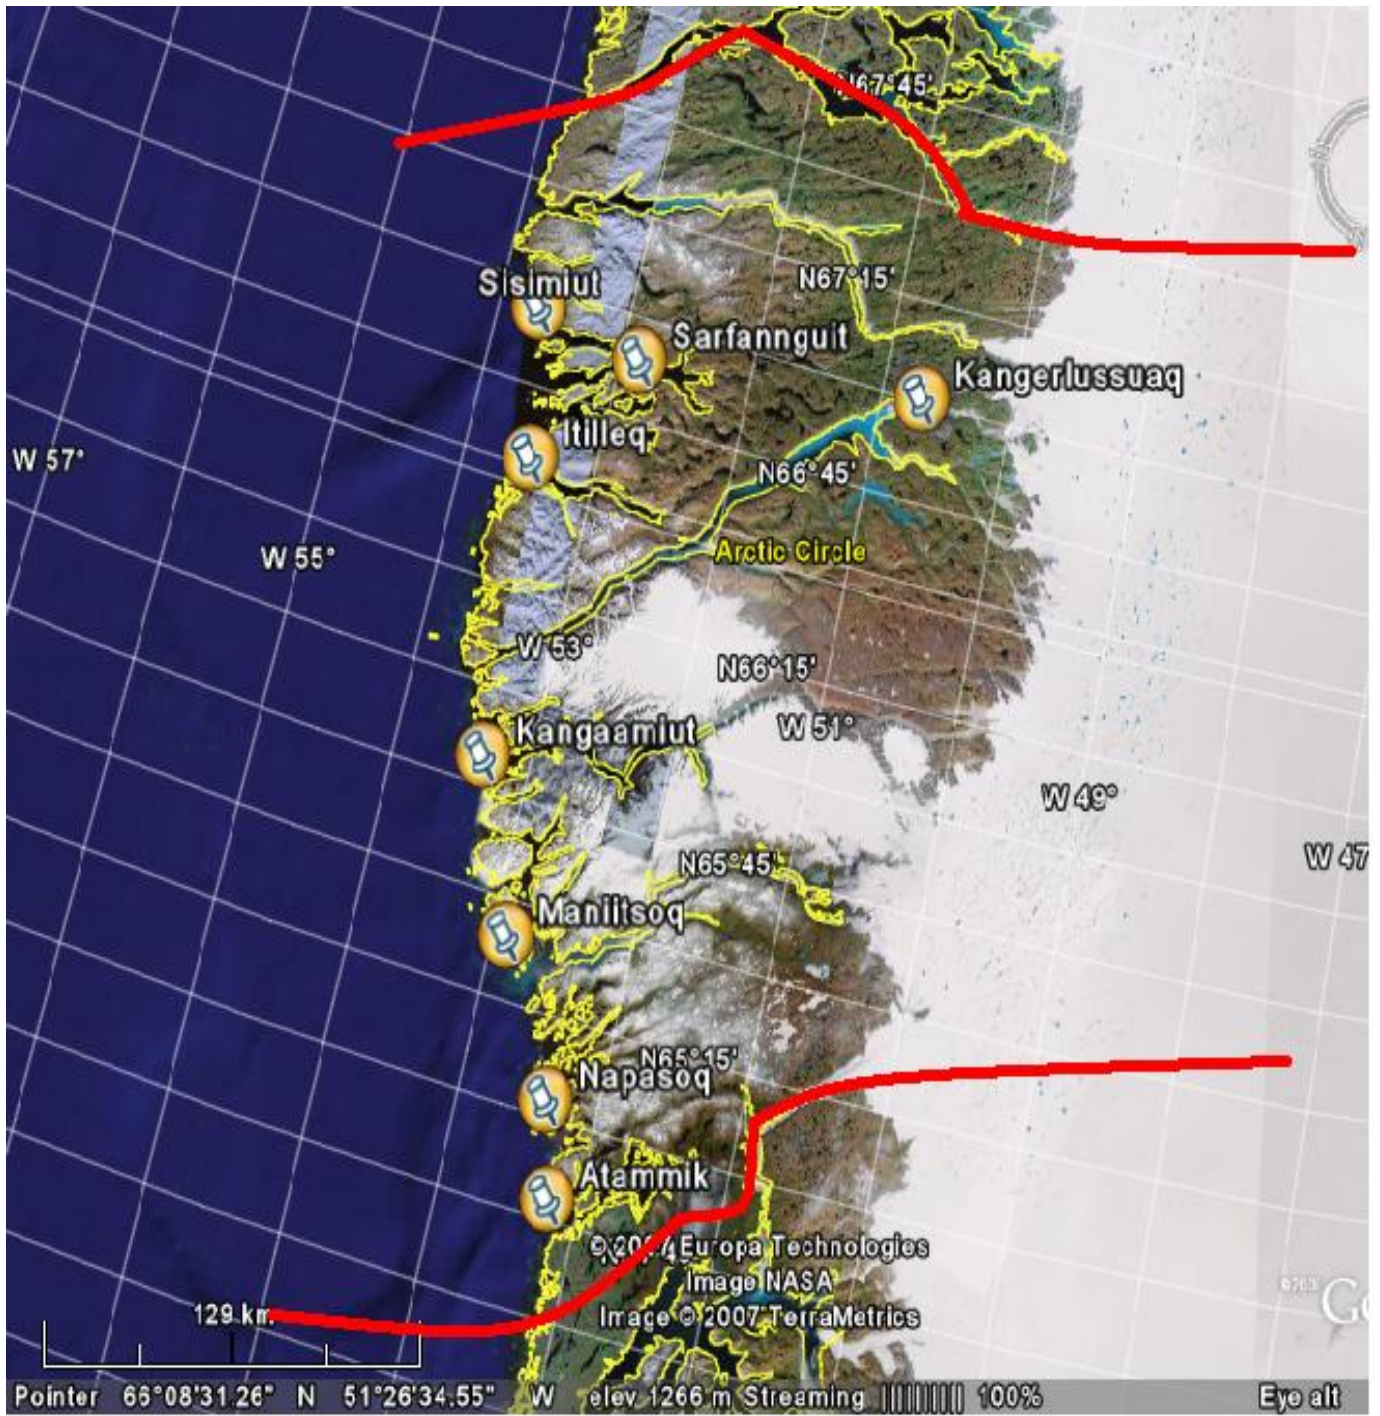 N67°45'
N67°15'
Sisimiut
Sarfannguit
Kangerlussuaq
Itilleq
W 57°
N66°45'
W 55°
Arctic Circle
W 53°
N66°15'
W 51°
Kangaamiut
W 49°
W 47
N65°45'
Maniitsoq
N65°15'
Napasoq
Atammik
© 2007 Europa Technologies
Image NASA
Image © 2007 TerraMetrics
129 km
Go
Pointer 66°08'31.26" N 51°26'34.55" W elev 1266 m Streaming ||||||||| 100% Eye alt